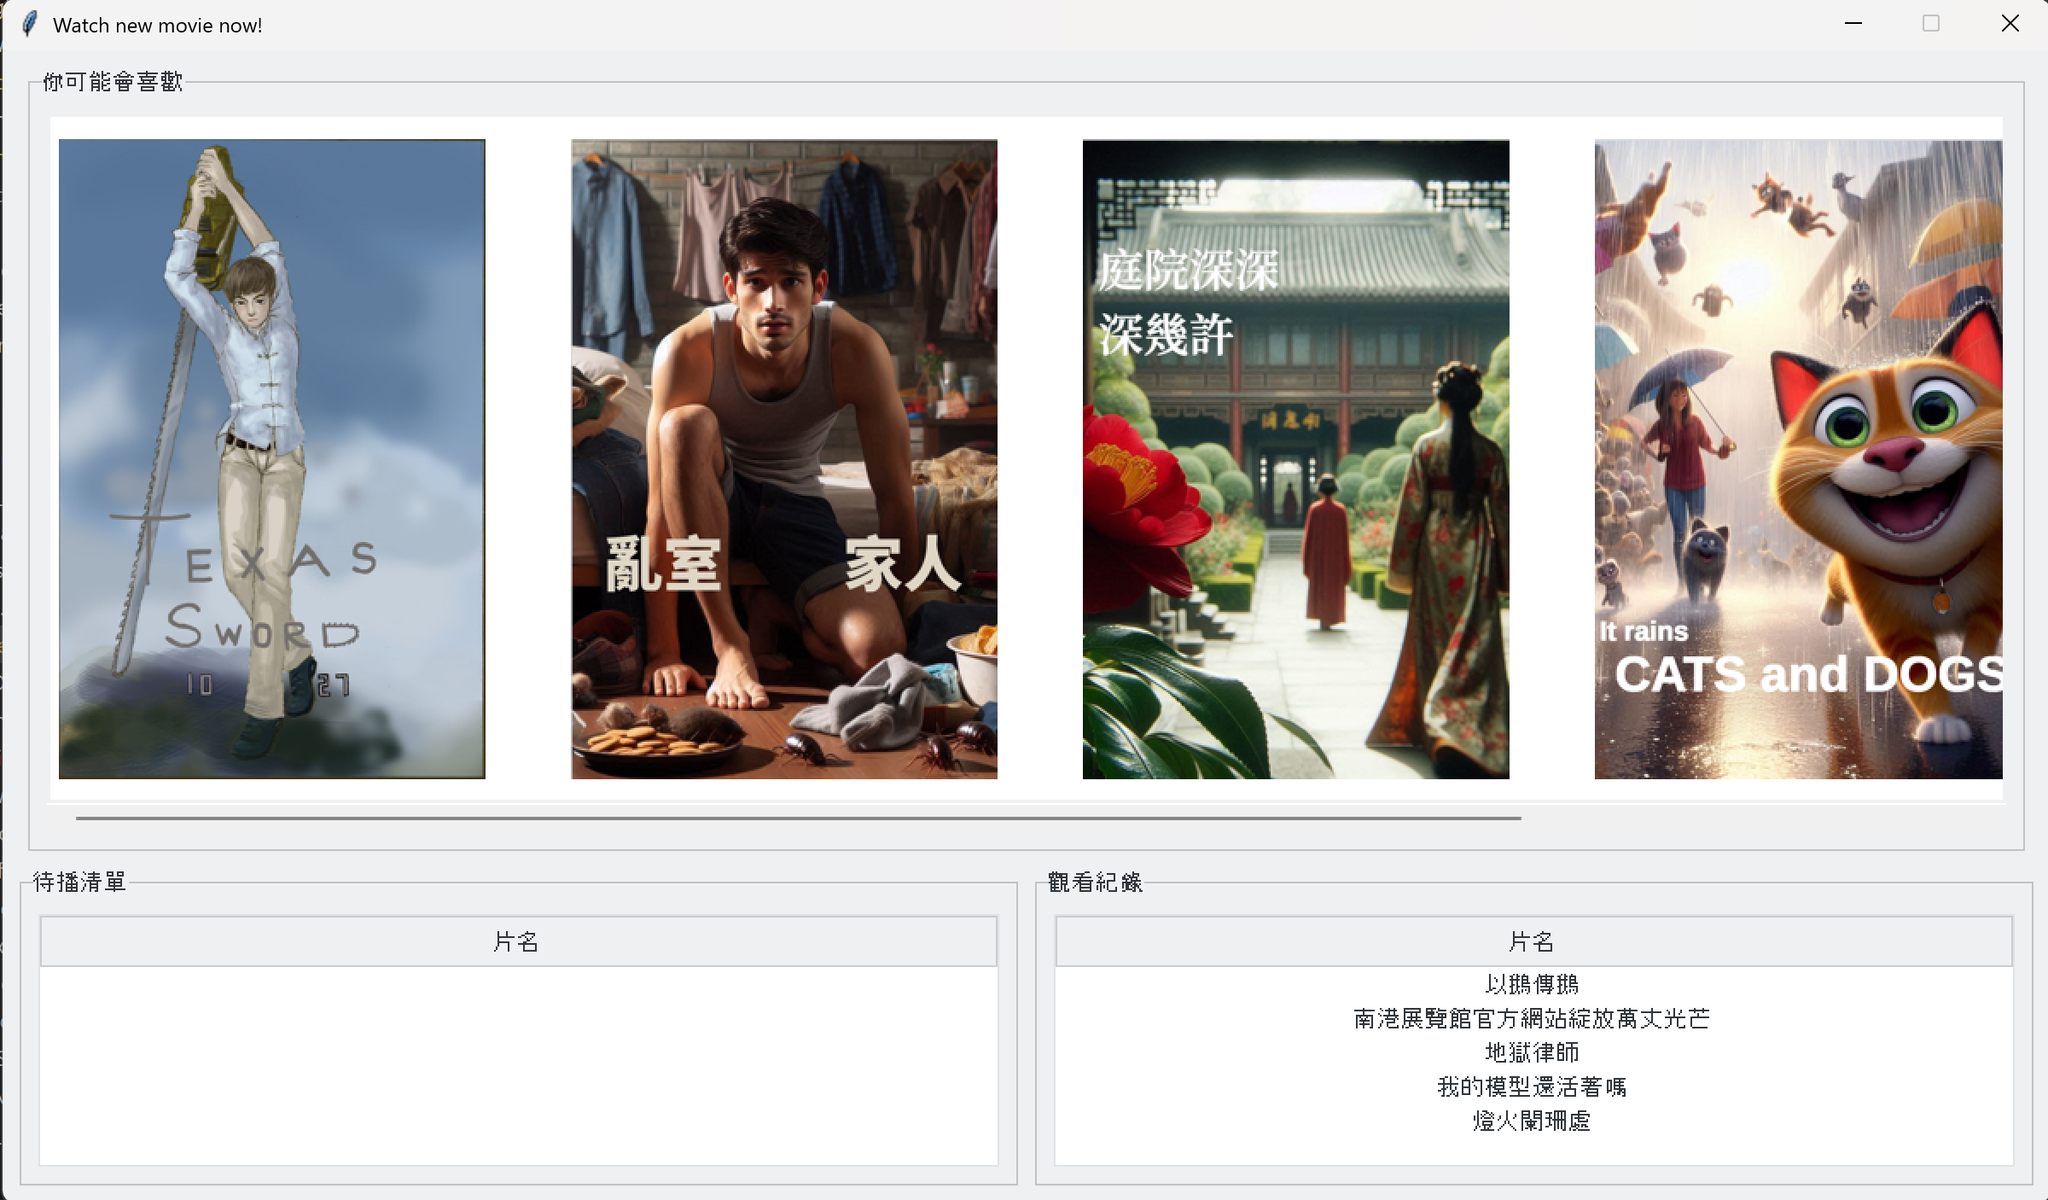 Watch new movie now!
你可能會喜歡
TEXAS
SWORD
10 27
亂室 家人
庭院深深
深幾許
It rains
CATS and DOGS
待播清單
片名
觀看紀錄
片名
以鵝傳鵝
南港展覽館官方網站綻放萬丈光芒
地獄律師
我的模型還活著嗎
燈火闌珊處